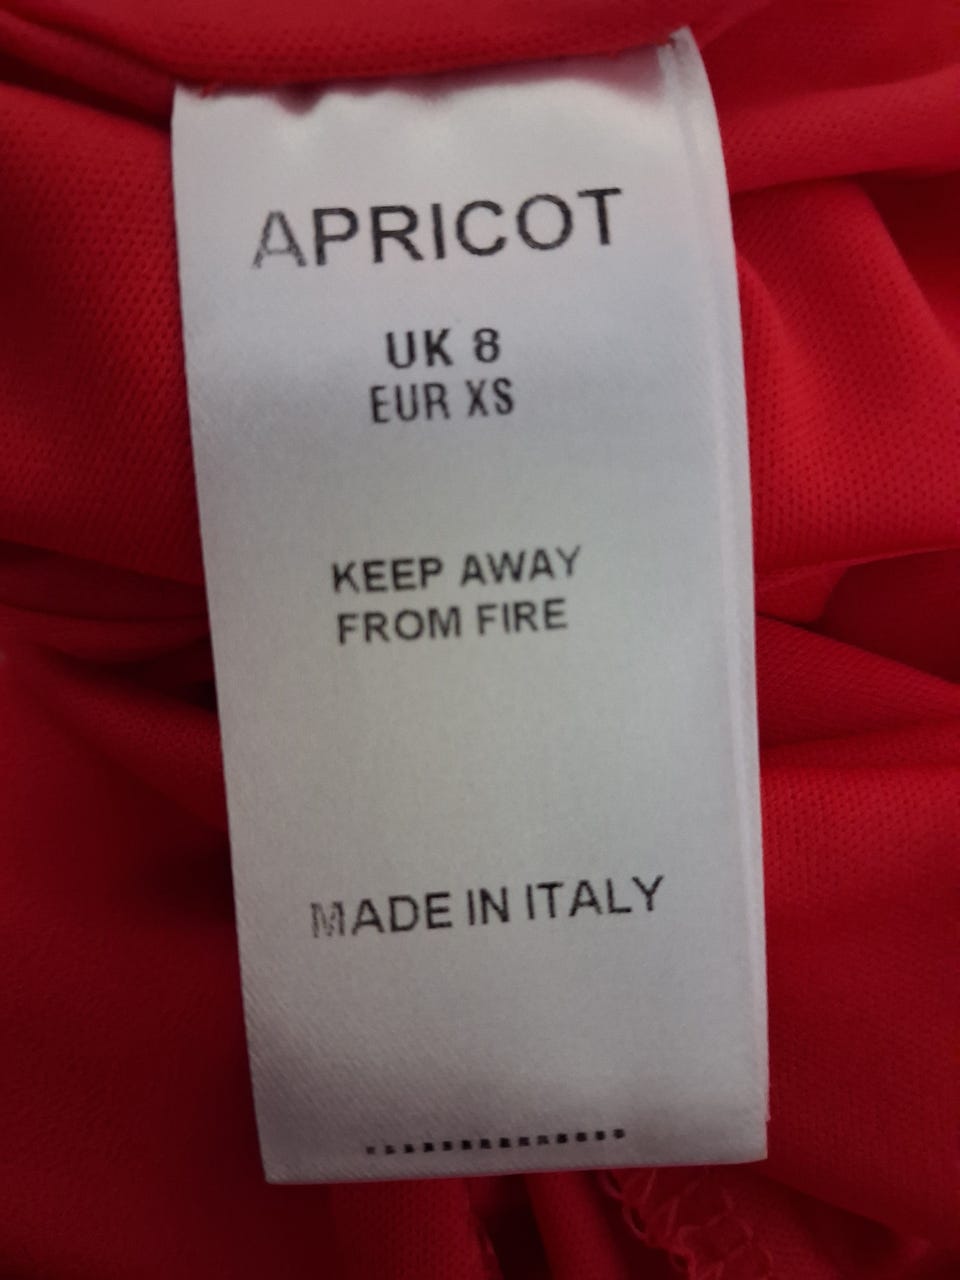 APRICOT
UK 8
EUR XS
KEEP AWAY
FROM FIRE
MADE IN ITALY